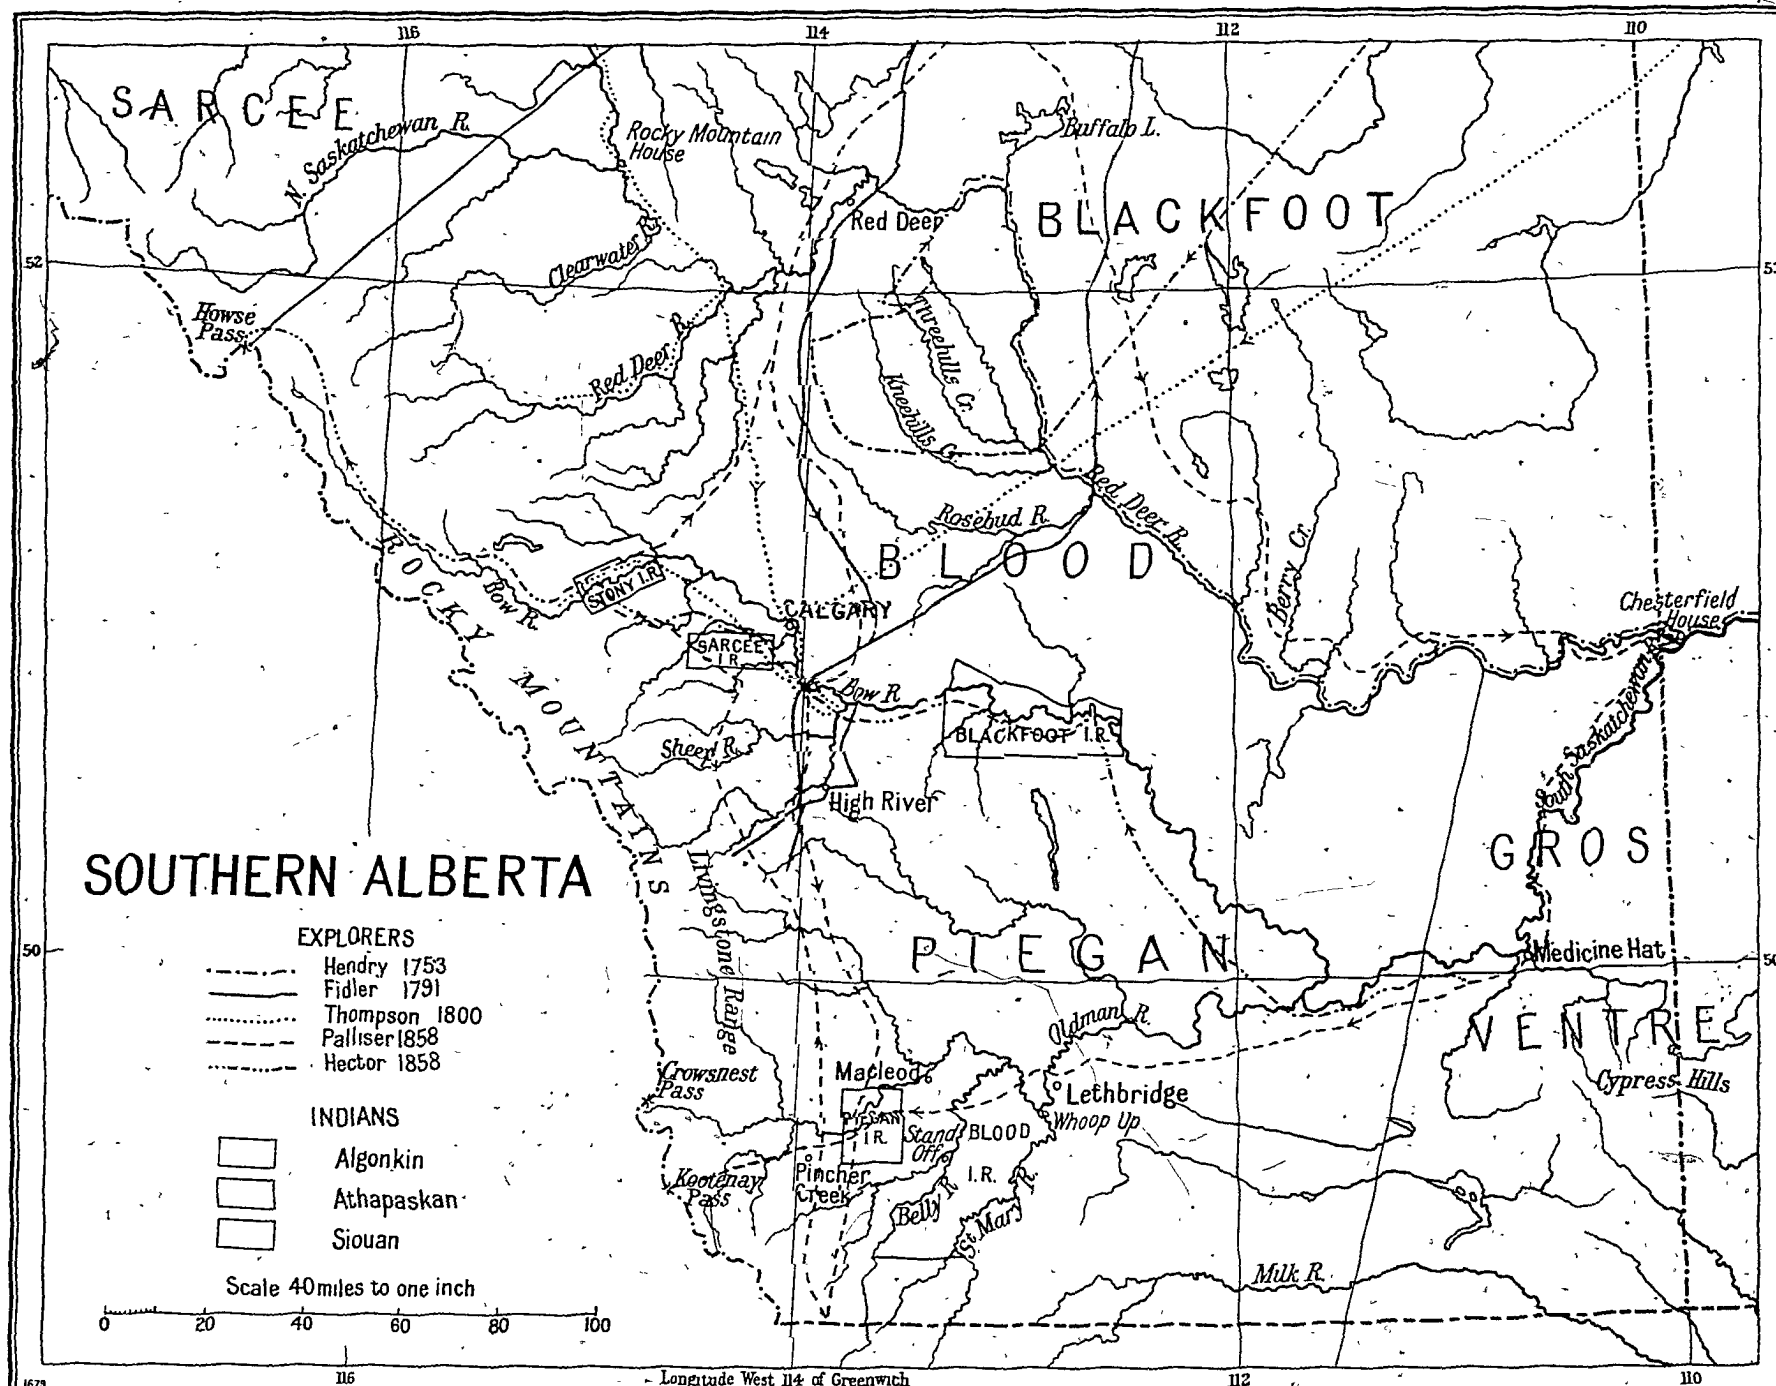 116 114 112 110
SARCEE
N. Saskatchewan R.
Rocky Mountain
House
Buffalo L.
Red Deer
BLACKFOOT
52
Clearwater R.
Howse
Pass
Red Deer R.
Threehills Cr.
Kneehills C.
Red Deer R.
Rosebud R.
BLOOD
Berry Cr.
ROCKY MOUNTAINS
Bow R.
STONY I.R.
CALGARY
SARCEE
I.R.
Chesterfield
House
Bow R
BLACKFOOT I.R.
South Saskatchewan R.
Sheep R.
High River
GROS
VENTRE
SOUTHERN ALBERTA
Livingstone Range
PIEGAN
50
Medicine Hat
EXPLORERS
Hendry 1753
Fidler 1791
Thompson 1800
Palliser 1858
Hector 1858
Oldman R.
Crowsnest
Pass
Macleod
Lethbridge
Whoop Up
Cypress Hills
PIEGAN
I.R.
Stand
Off
BLOOD
I.R.
Kootenay
Pass
Pincher
Creek
Belly R
St. Mary R.
INDIANS
Algonkin
Athapaskan
Siouan
Milk R.
Scale 40 miles to one inch
0 20 40 60 80 100
116 Longitude West 114 of Greenwich 112 110